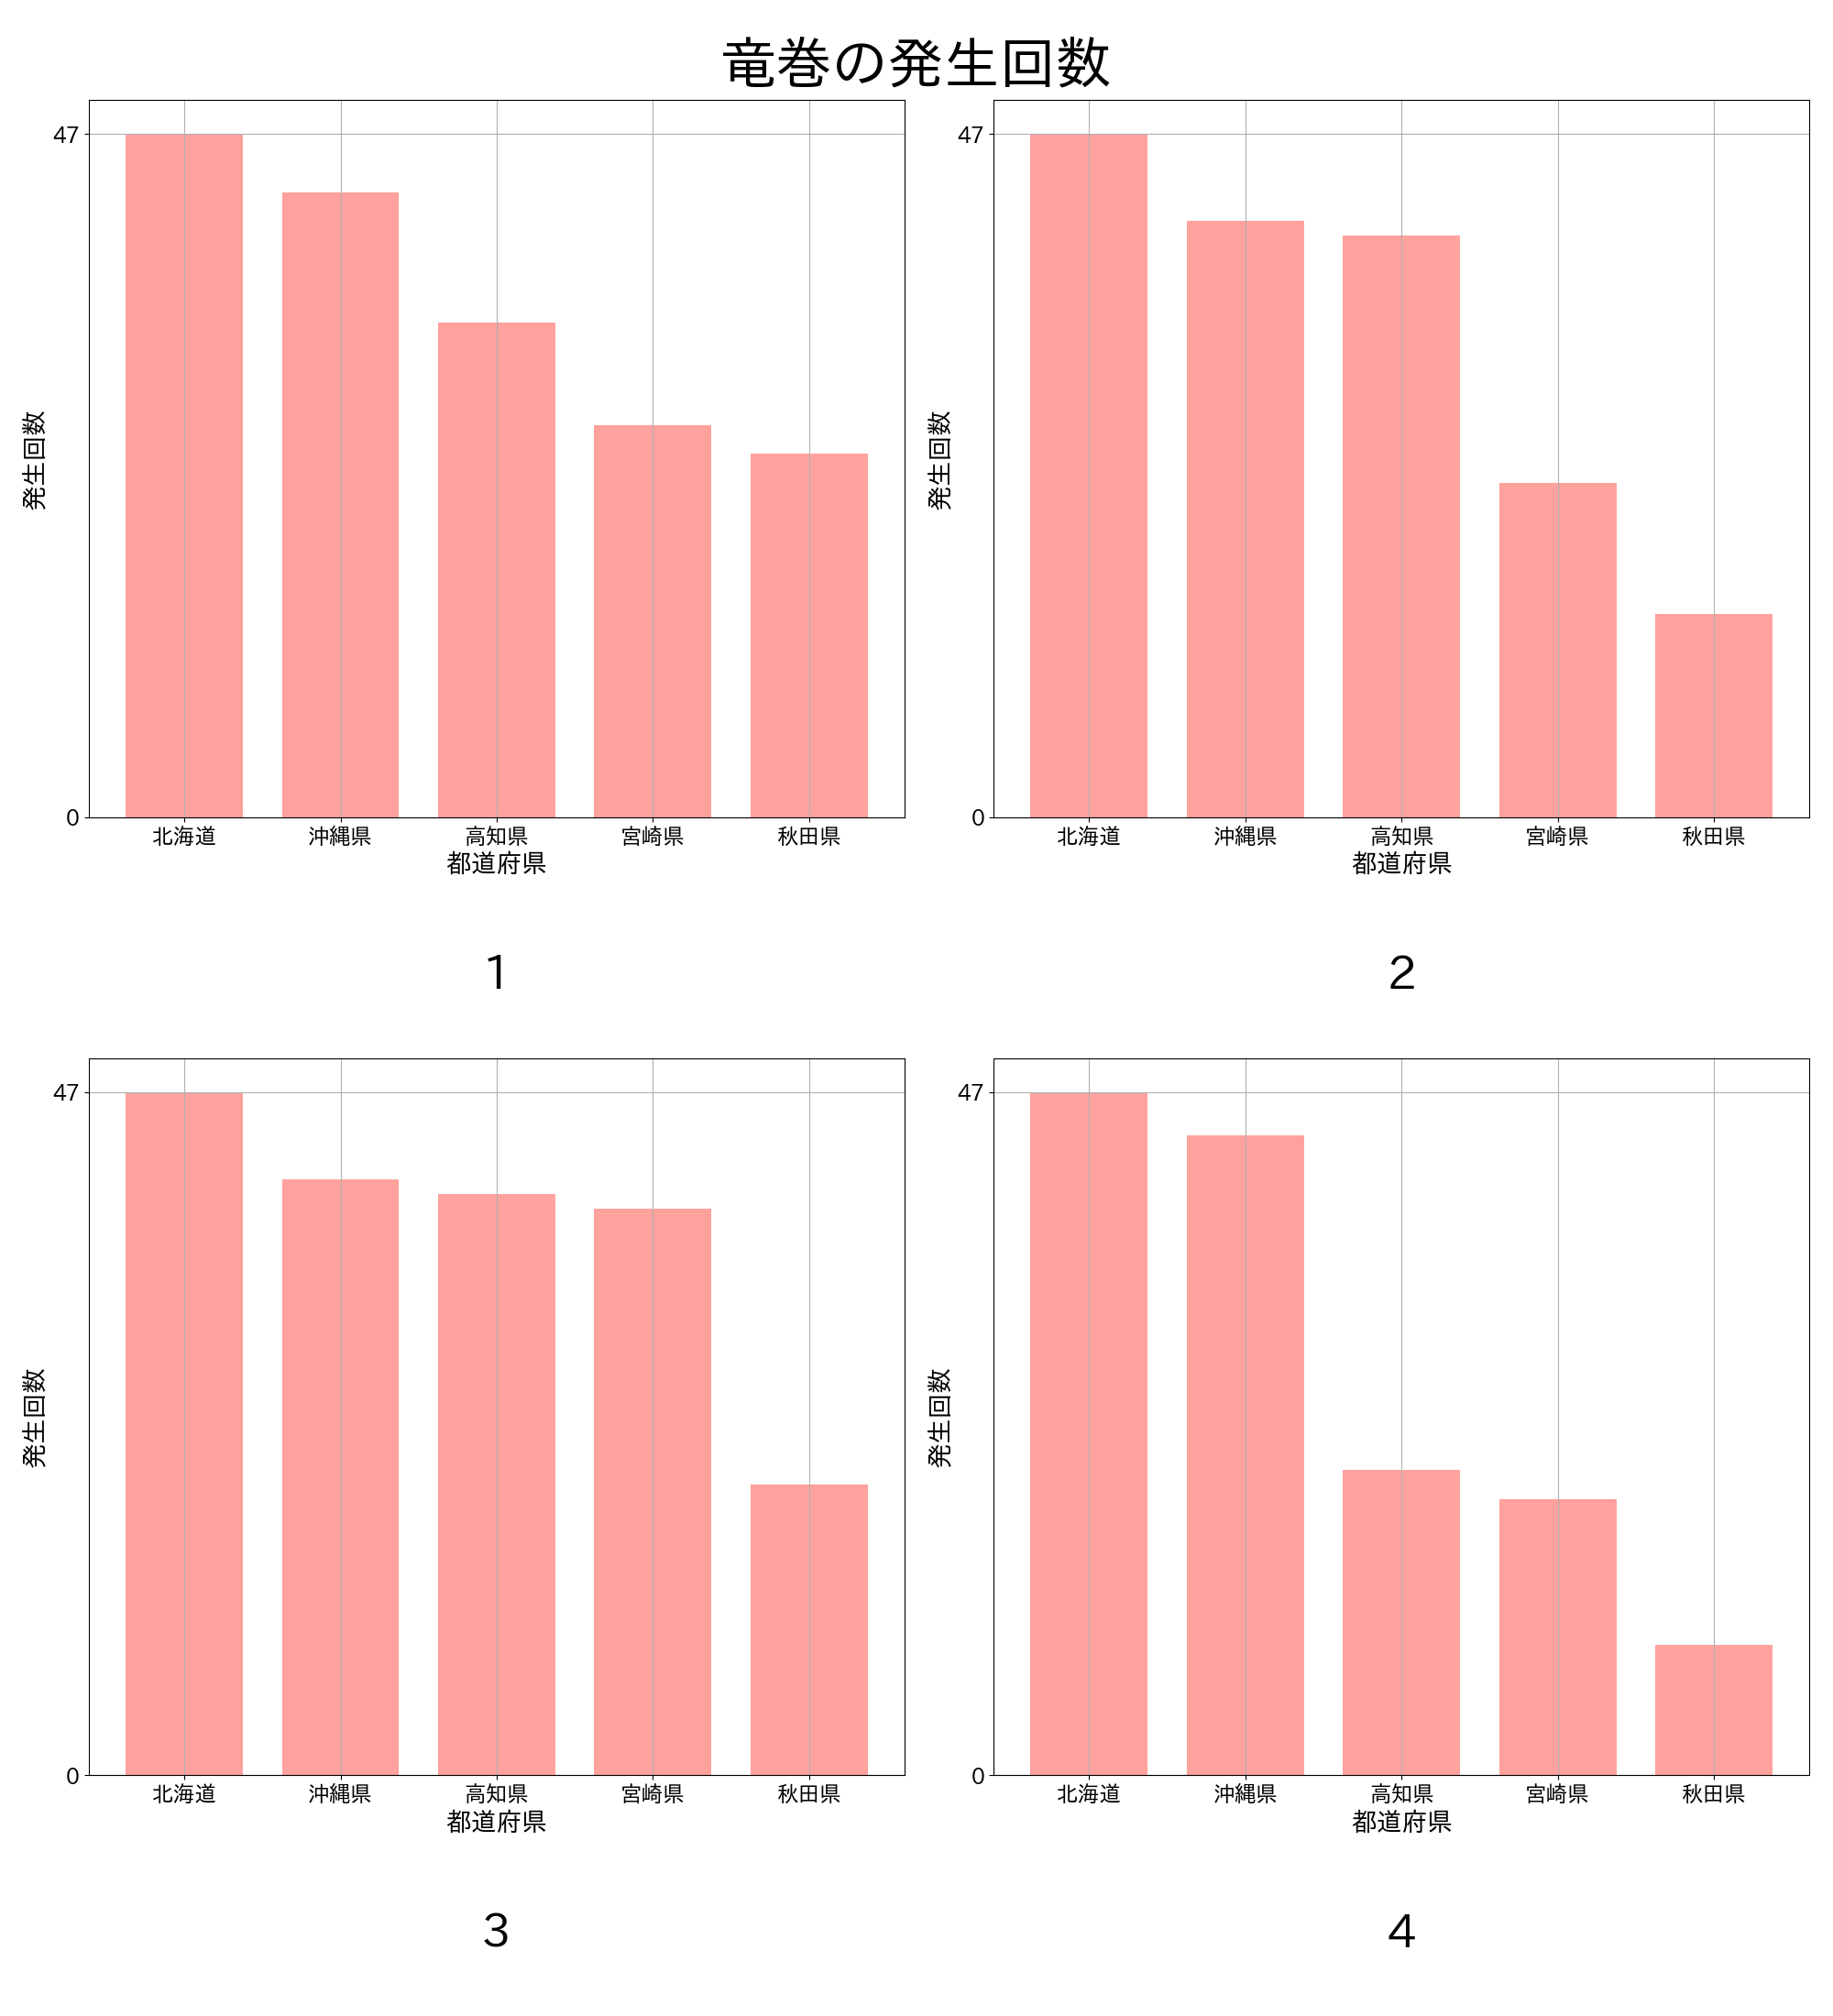 竜巻の発生回数
47
0
発生回数
北海道 沖縄県 高知県 宮崎県 秋田県
都道府県
1
47
0
発生回数
北海道 沖縄県 高知県 宮崎県 秋田県
都道府県
2
47
0
発生回数
北海道 沖縄県 高知県 宮崎県 秋田県
都道府県
3
47
0
発生回数
北海道 沖縄県 高知県 宮崎県 秋田県
都道府県
4